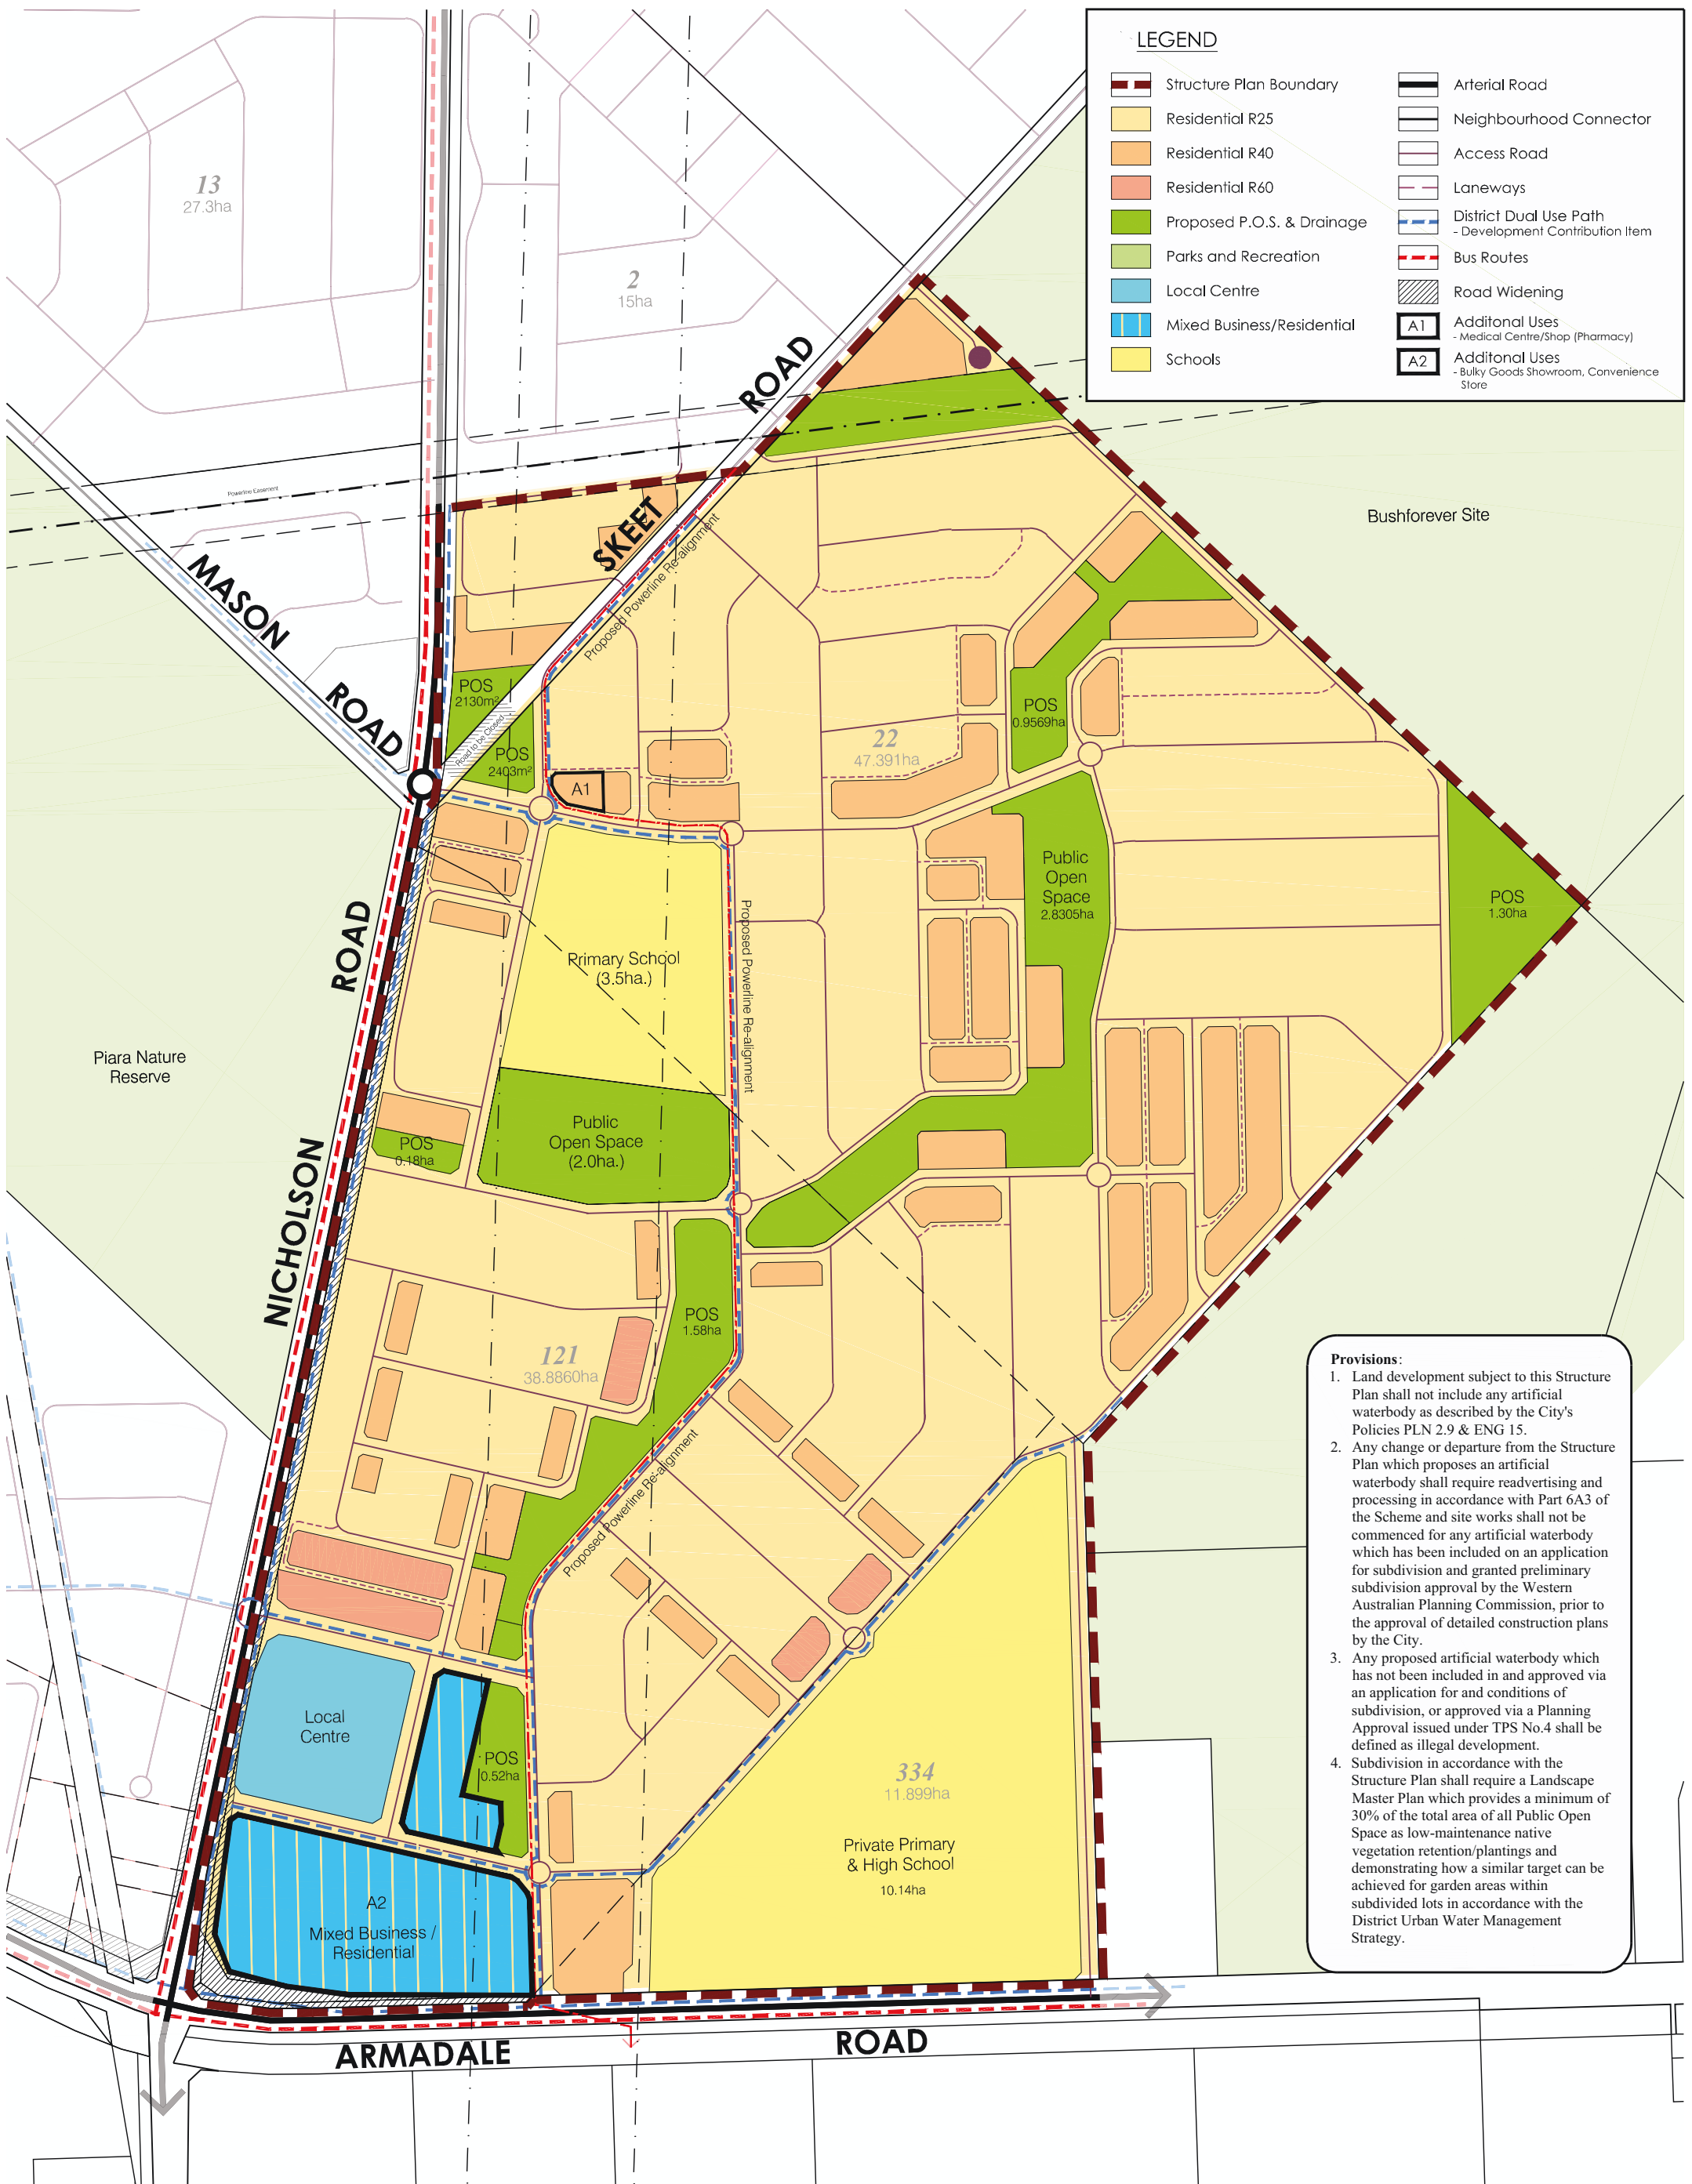 LEGEND
Structure Plan Boundary
Residential R25
Residential R40
Residential R60
Proposed P.O.S. & Drainage
Parks and Recreation
Local Centre
Mixed Business/Residential
Schools
Arterial Road
Neighbourhood Connector
Access Road
Laneways
District Dual Use Path
- Development Contribution Item
Bus Routes
Road Widening
A1
Additonal Uses
- Medical Centre/Shop (Pharmacy)
A2
Additonal Uses
- Bulky Goods Showroom, Convenience
Store
13
27.3ha
2
15ha
ROAD
SKEET
Powerline Easement
Proposed Powerline Re-alignment
Bushforever Site
MASON
ROAD
POS
2130m²
Road to be Closed
POS
2403m²
A1
22
47.391ha
POS
0.9569ha
Public
Open
Space
2.8305ha
POS
1.30ha
ROAD
NICHOLSON
Primary School
(3.5ha.)
Proposed Powerline Re-alignment
Piara Nature
Reserve
Public
Open Space
(2.0ha.)
POS
0.18ha
POS
1.58ha
121
38.8860ha
Proposed Powerline Re-alignment
Local
Centre
POS
0.52ha
A2
Mixed Business /
Residential
334
11.899ha
Private Primary
& High School
10.14ha
ARMADALE
ROAD
Provisions:
1. Land development subject to this Structure
Plan shall not include any artificial
waterbody as described by the City's
Policies PLN 2.9 & ENG 15.
2. Any change or departure from the Structure
Plan which proposes an artificial
waterbody shall require readvertising and
processing in accordance with Part 6A3 of
the Scheme and site works shall not be
commenced for any artificial waterbody
which has been included on an application
for subdivision and granted preliminary
subdivision approval by the Western
Australian Planning Commission, prior to
the approval of detailed construction plans
by the City.
3. Any proposed artificial waterbody which
has not been included in and approved via
an application for and conditions of
subdivision, or approved via a Planning
Approval issued under TPS No.4 shall be
defined as illegal development.
4. Subdivision in accordance with the
Structure Plan shall require a Landscape
Master Plan which provides a minimum of
30% of the total area of all Public Open
Space as low-maintenance native
vegetation retention/plantings and
demonstrating how a similar target can be
achieved for garden areas within
subdivided lots in accordance with the
District Urban Water Management
Strategy.